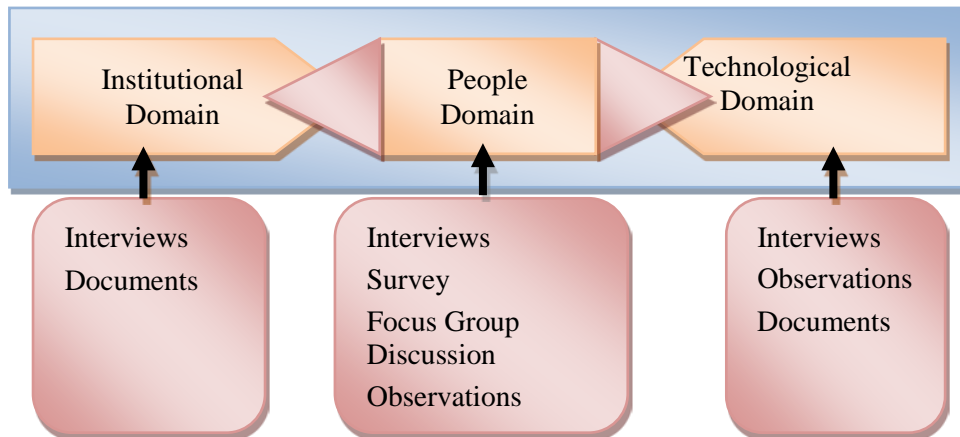 Institutional
Domain
People
Domain
Technological
Domain
Interviews
Documents
Interviews
Survey
Focus Group
Discussion
Observations
Interviews
Observations
Documents